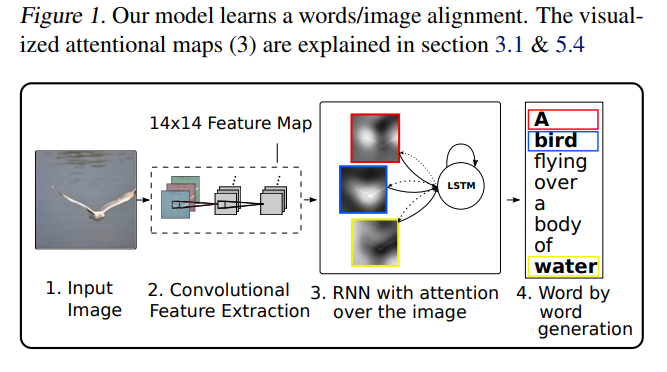 Figure 1. Our model learns a words/image alignment. The visual-
ized attentional maps (3) are explained in section 3.1 & 5.4
14x14 Feature Map
LSTM
A
bird
flying
over
a
body
of
water
1. Input
Image
2. Convolutional
Feature Extraction
3. RNN with attention
over the image
4. Word by
word
generation